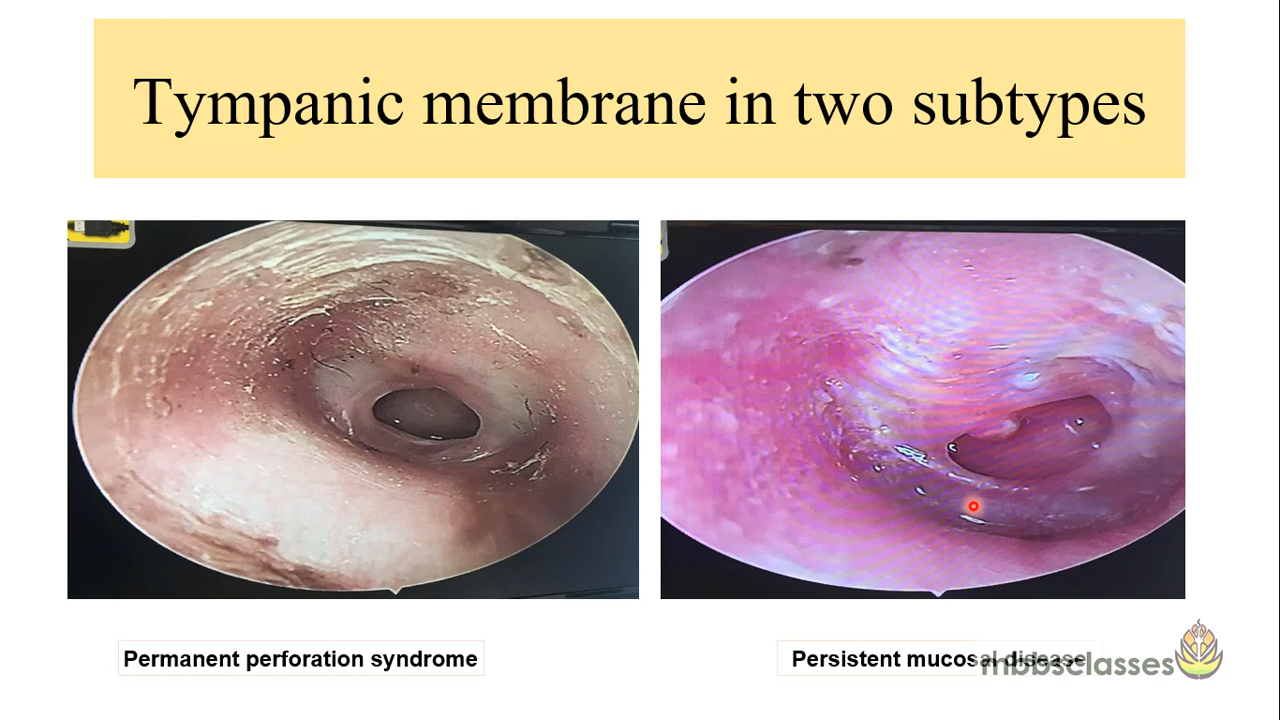 Tympanic membrane in two subtypes
Permanent perforation syndrome
Persistent mucosal disease
mbbsclasses